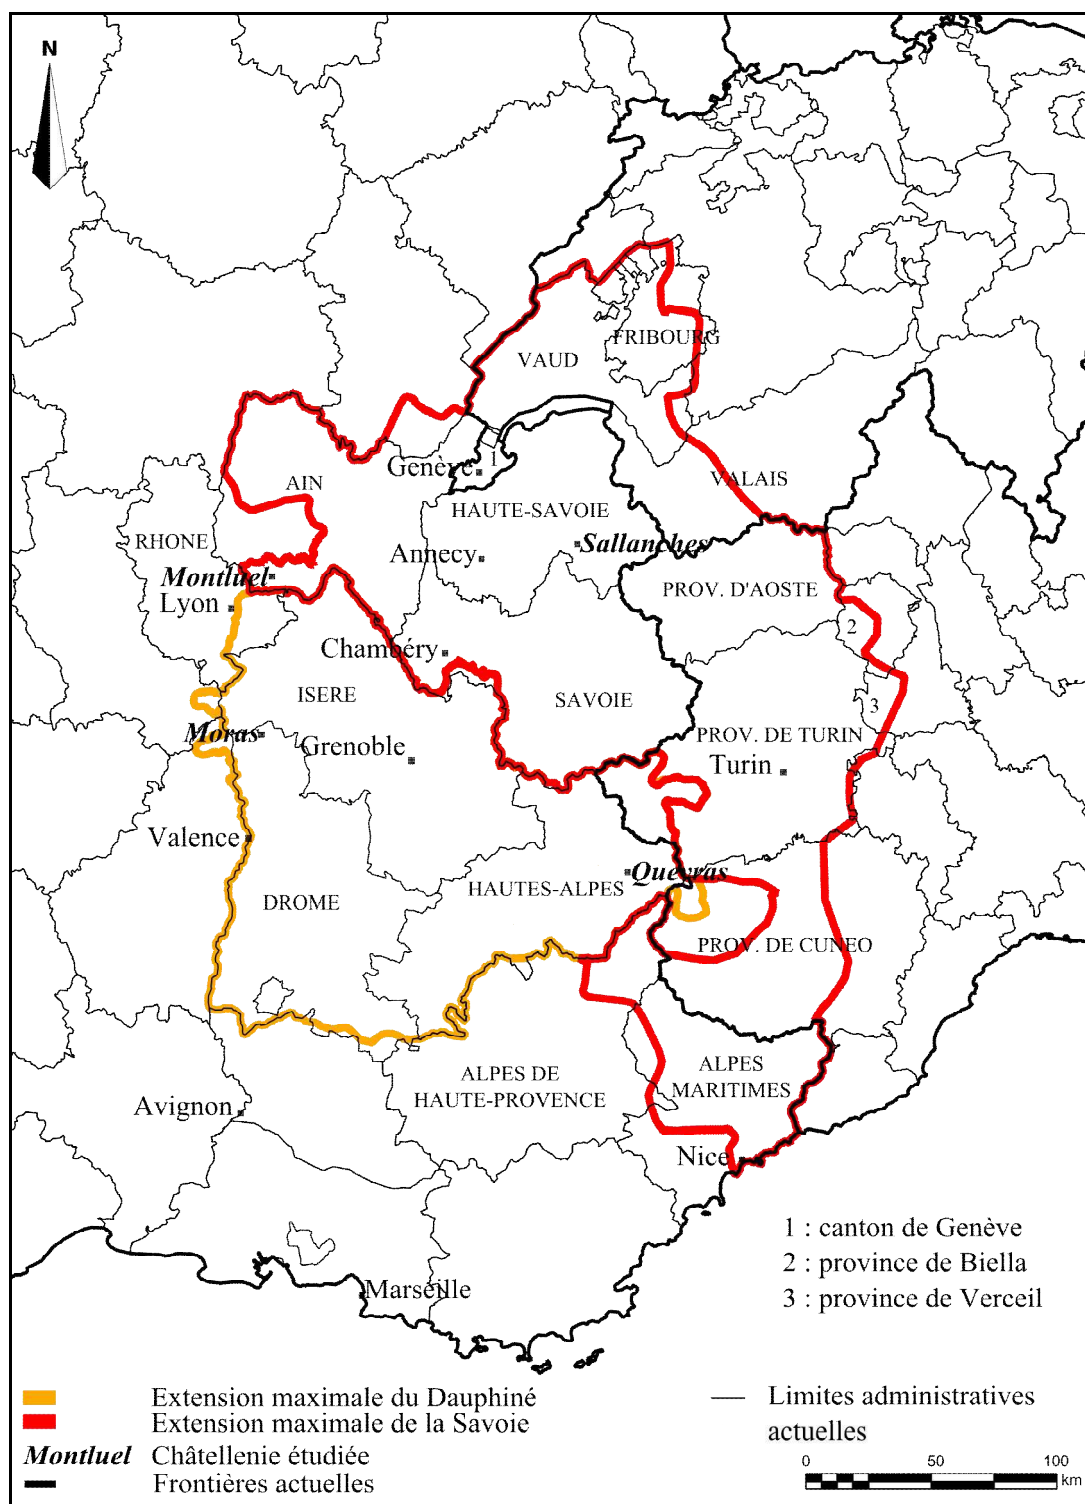 N
VAUD
FRIBOURG
Genève
1
AIN
VALAIS
HAUTE-SAVOIE
RHONE
Sallanches
Annecy
Montluel
PROV. D'AOSTE
Lyon
2
Chambéry
ISERE
SAVOIE
3
Moras
PROV. DE TURIN
Grenoble
Turin
Valence
Queyras
HAUTES-ALPES
DROME
PROV. DE CUNEO
ALPES DE
HAUTE-PROVENCE
ALPES
MARITIMES
Avignon
Nice
1 : canton de Genève
2 : province de Biella
3 : province de Verceil
Marseille
Extension maximale du Dauphiné
Extension maximale de la Savoie
Montluel Châtellenie étudiée
Frontières actuelles
Limites administratives
actuelles
0 50 100
km